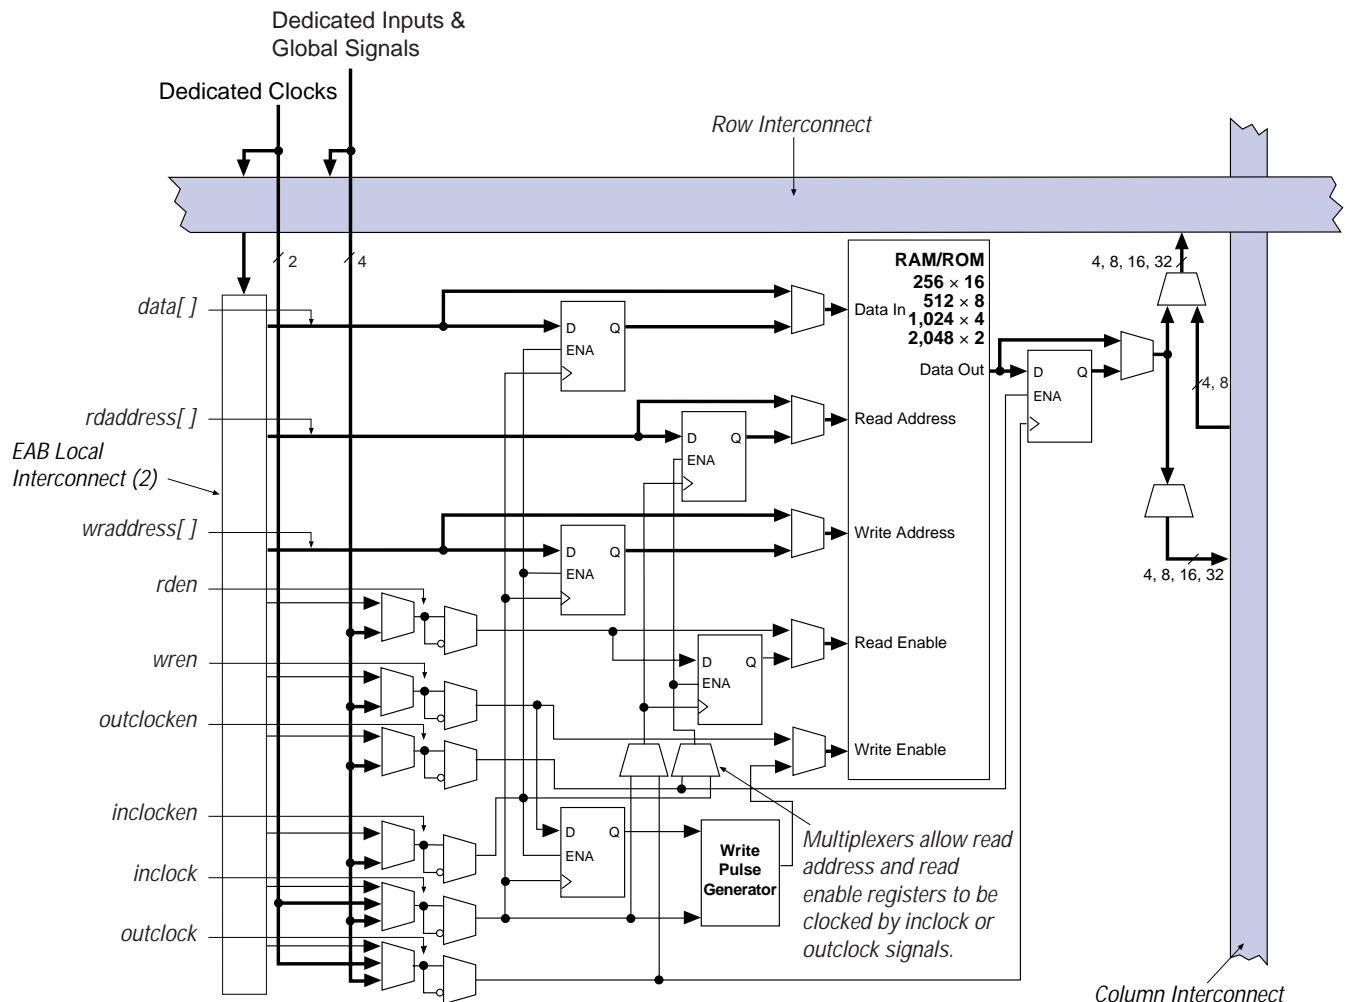 Dedicated Inputs &
Global Signals
Dedicated Clocks
Row Interconnect
2
4
4, 8, 16, 32
RAM/ROM
256 × 16
512 × 8
1,024 × 4
2,048 × 2
data[ ]
D Q
ENA
Data In
Data Out
D Q
ENA
4, 8
rdaddress[ ]
D Q
ENA
Read Address
EAB Local
Interconnect (2)
wraddress[ ]
D Q
ENA
Write Address
4, 8, 16, 32
rden
D Q
ENA
Read Enable
wren
outclocken
Write Enable
inclocken
D Q
ENA
Write
Pulse
Generator
Multiplexers allow read
address and read
enable registers to be
clocked by inclock or
outclock signals.
inclock
outclock
Column Interconnect